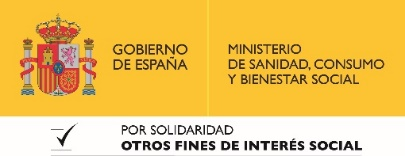 GOBIERNO
DE ESPAÑA
MINISTERIO
DE SANIDAD, CONSUMO
Y BIENESTAR SOCIAL
POR SOLIDARIDAD
OTROS FINES DE INTERÉS SOCIAL